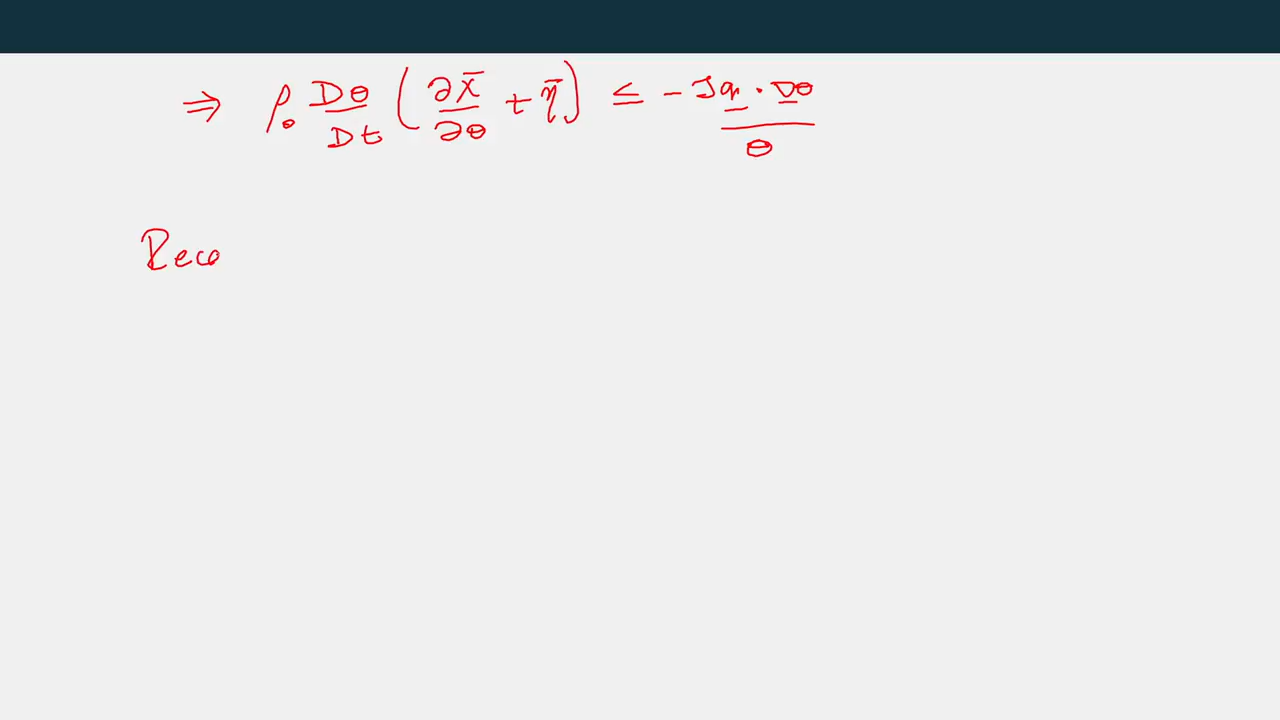 ⇒ ρ₀ Dθ/Dt (∂χ̄/∂θ + η̄) ≤ - Jq · ∇θ / θ
Reco